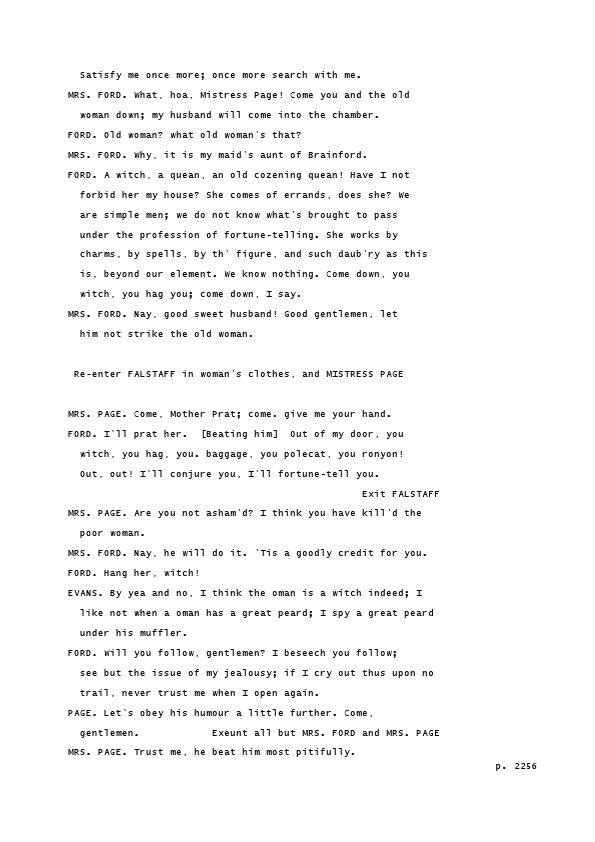 Satisfy me once more; once more search with me.
MRS. FORD. What, hoa, Mistress Page! Come you and the old
woman down; my husband will come into the chamber.
FORD. Old woman? what old woman's that?
MRS. FORD. Why, it is my maid's aunt of Brainford.
FORD. A witch, a quean, an old cozening quean! Have I not
forbid her my house? She comes of errands, does she? We
are simple men; we do not know what's brought to pass
under the profession of fortune-telling. She works by
charms, by spells, by th' figure, and such daub'ry as this
is, beyond our element. We know nothing. Come down, you
witch, you hag you; come down, I say.
MRS. FORD. Nay, good sweet husband! Good gentlemen, let
him not strike the old woman.
Re-enter FALSTAFF in woman's clothes, and MISTRESS PAGE
MRS. PAGE. Come, Mother Prat; come. give me your hand.
FORD. I'll prat her.  [Beating him]  Out of my door, you
witch, you hag, you. baggage, you polecat, you ronyon!
Out, out! I'll conjure you, I'll fortune-tell you.
Exit FALSTAFF
MRS. PAGE. Are you not asham'd? I think you have kill'd the
poor woman.
MRS. FORD. Nay, he will do it. 'Tis a goodly credit for you.
FORD. Hang her, witch!
EVANS. By yea and no, I think the oman is a witch indeed; I
like not when a oman has a great peard; I spy a great peard
under his muffler.
FORD. Will you follow, gentlemen? I beseech you follow;
see but the issue of my jealousy; if I cry out thus upon no
trail, never trust me when I open again.
PAGE. Let's obey his humour a little further. Come,
gentlemen.            Exeunt all but MRS. FORD and MRS. PAGE
MRS. PAGE. Trust me, he beat him most pitifully.
p. 2256